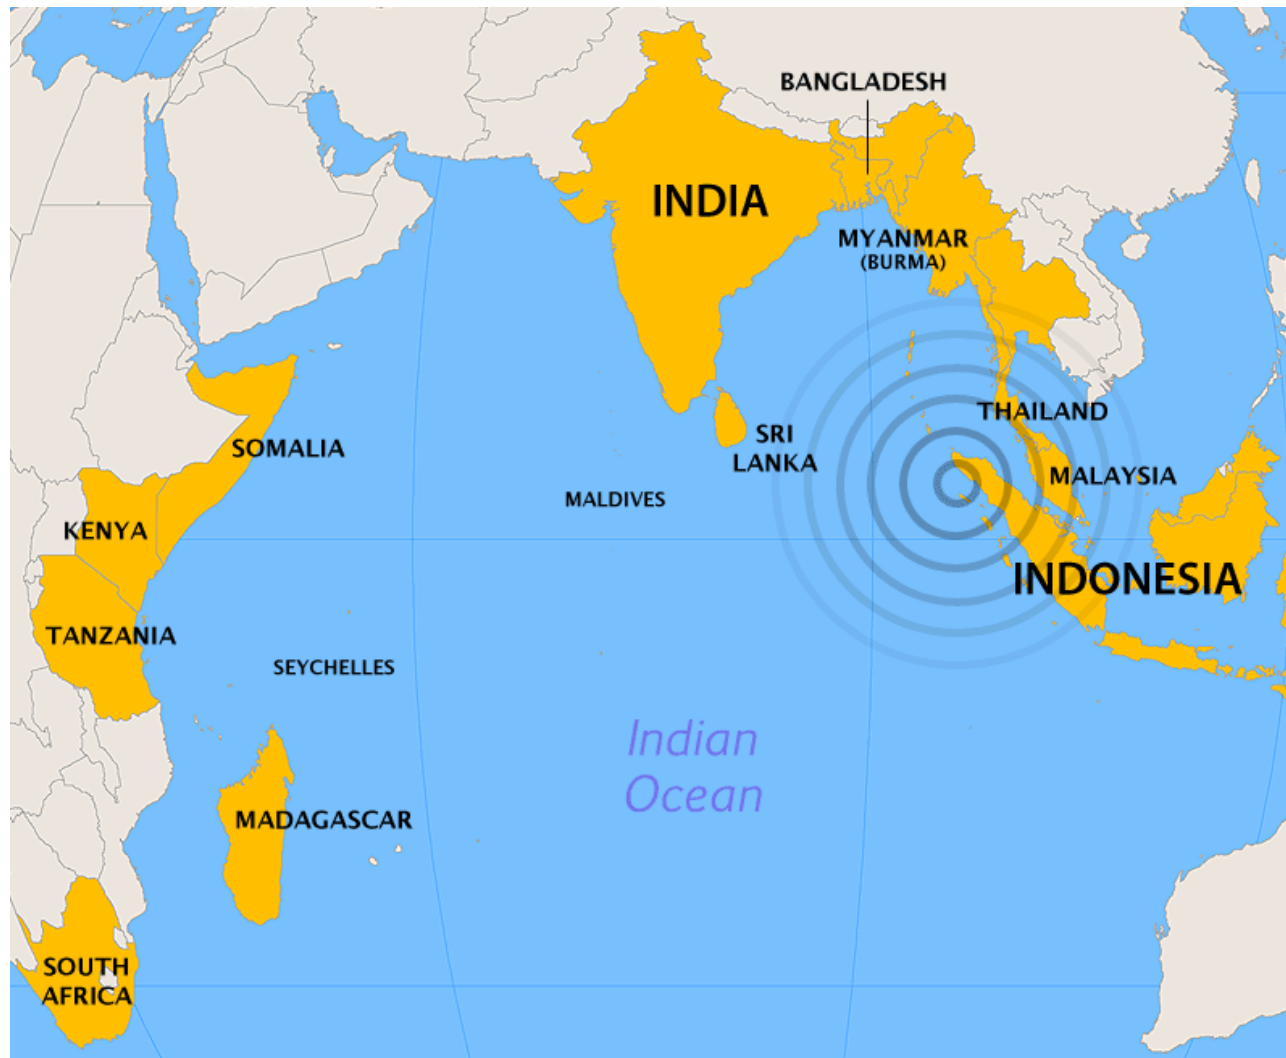 BANGLADESH
INDIA
MYANMAR
(BURMA)
THAILAND
SRI
LANKA
SOMALIA
MALAYSIA
MALDIVES
KENYA
INDONESIA
TANZANIA
SEYCHELLES
Indian
Ocean
MADAGASCAR
SOUTH
AFRICA